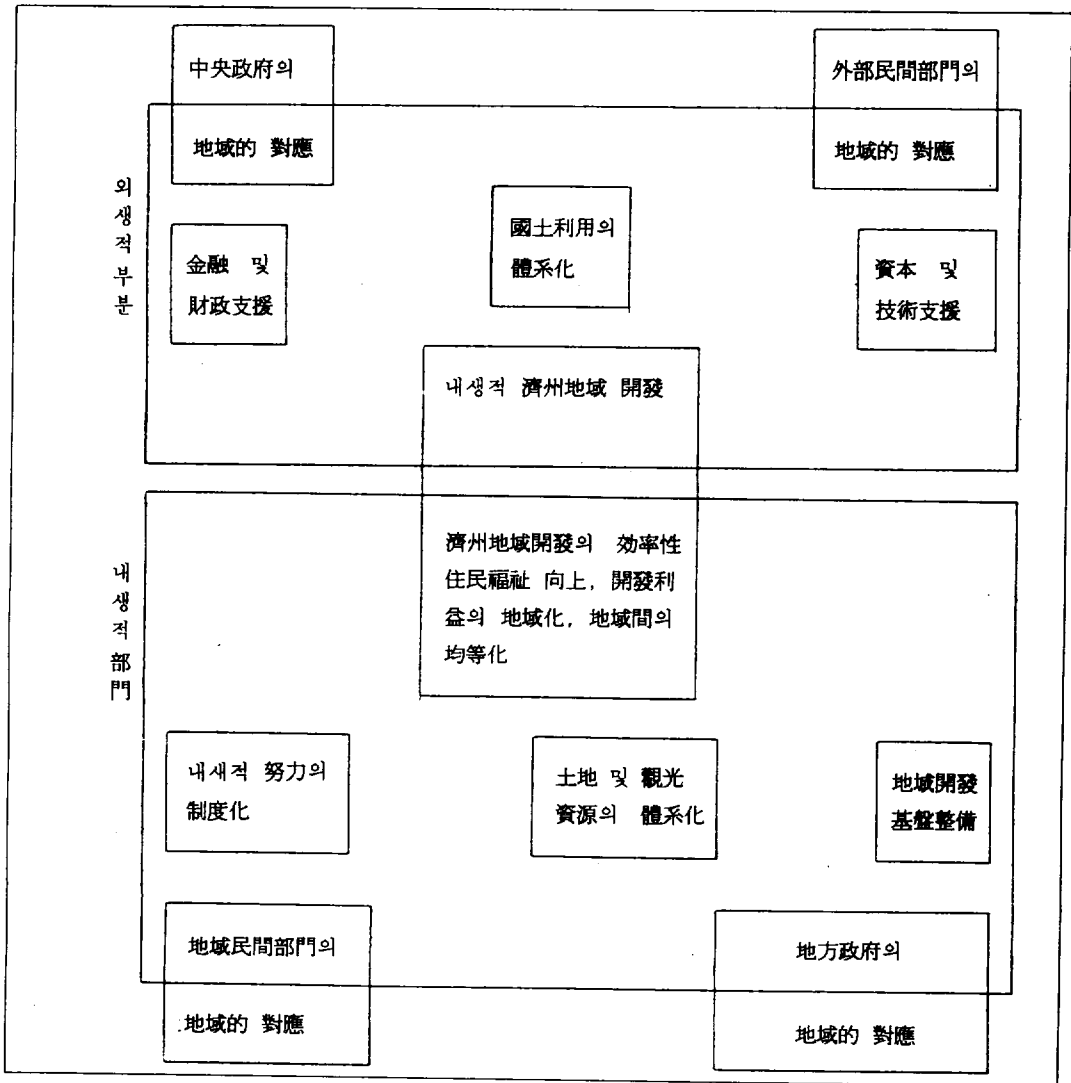 中央政府의
地域的 對應
外部民間部門의
地域的 對應
외생적부분
國土利用의
體系化
金融 및
財政支援
資本 및
技術支援
내생적 濟州地域 開發
濟州地域開發의 効率性
住民福祉 向上, 開發利
益의 地域化, 地域間의
均等化
내생적部門
내새적 努力의
制度化
土地 및 觀光
資源의 體系化
地域開發
基盤整備
地域民間部門의
地域的 對應
地方政府의
地域的 對應